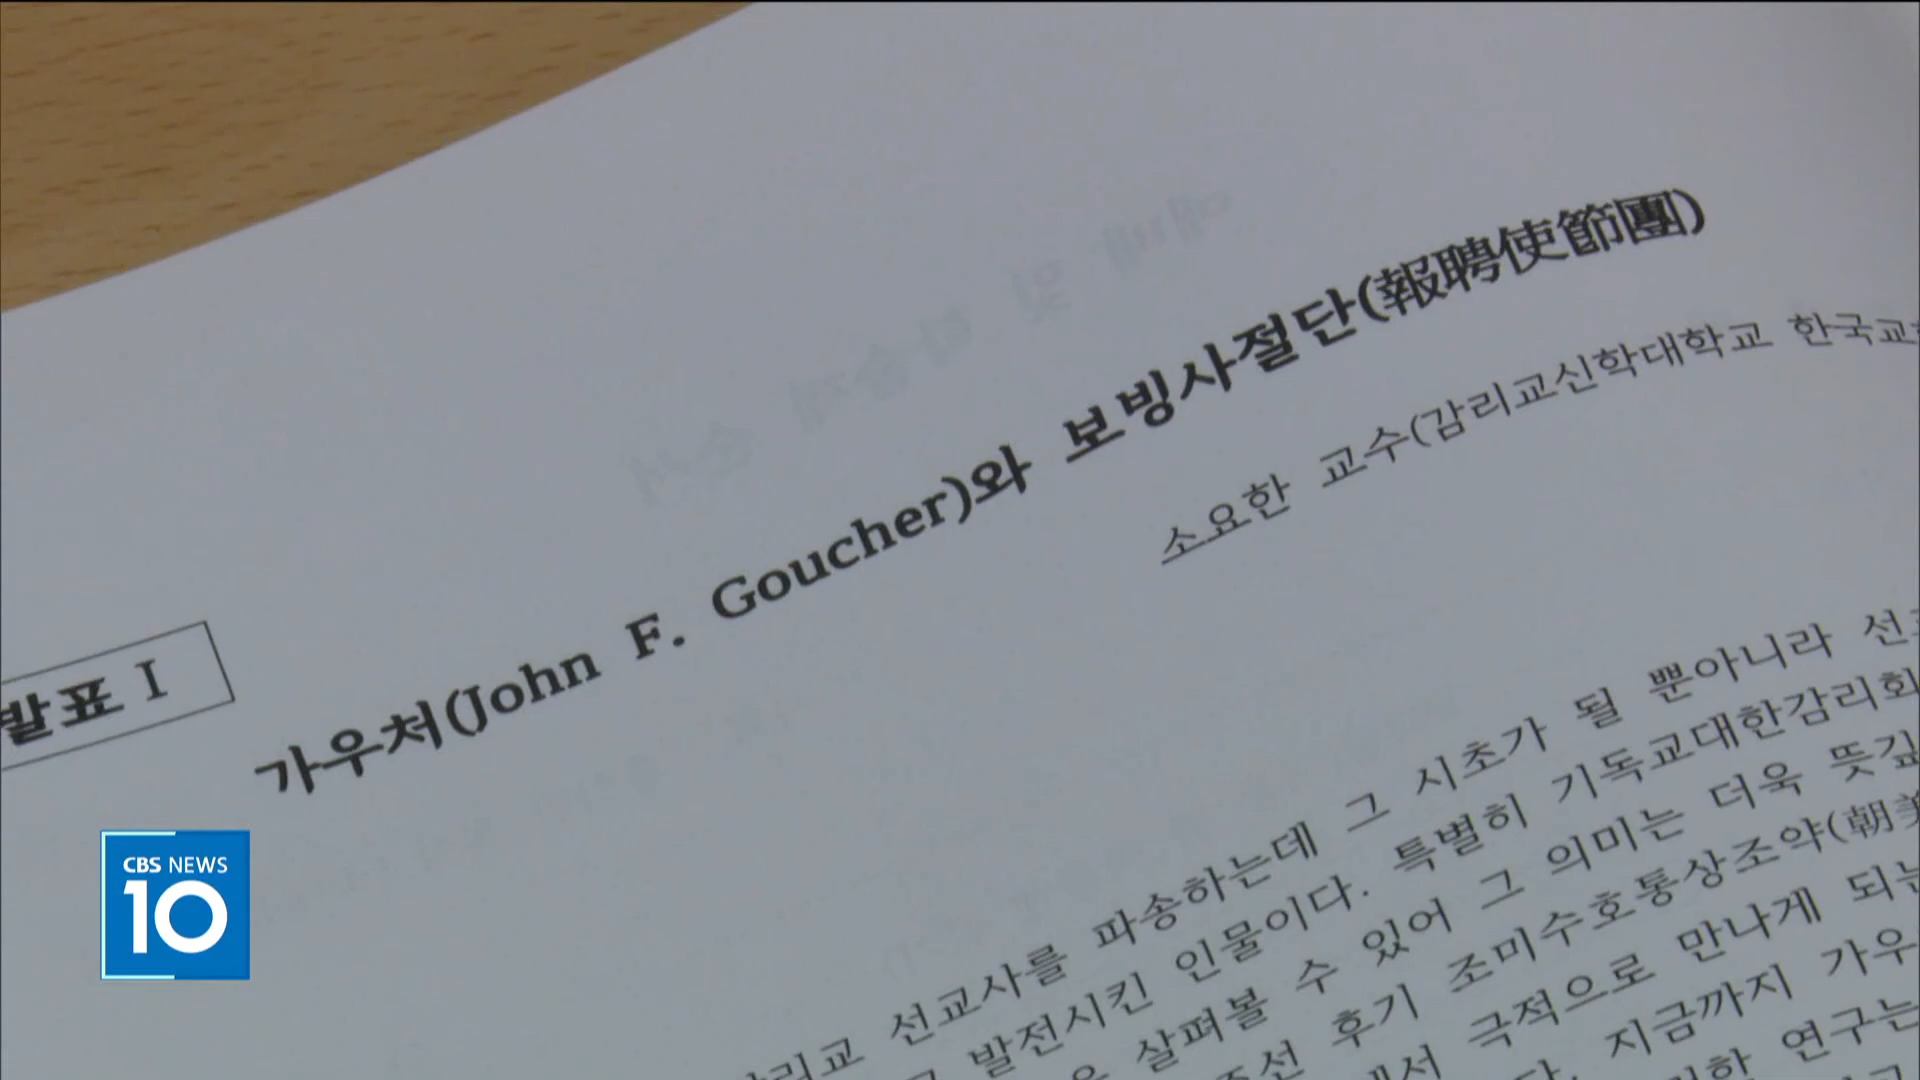 발표 I
가우쳐(John F. Goucher)와 보빙사절단(報聘使節團)
소요한 교수(감리교신학대학교 한국교회
선교사를 파송하는데 그 시초가 될 뿐아니라
발전시킨 인물이다. 특별히 기독교대한감리회
살펴볼 수 있어 그 의미는 더욱 뜻깊
후기 조미수호통상조약(朝美
극적으로 만나게 되는
지금까지 가우
연구는
CBS NEWS
10